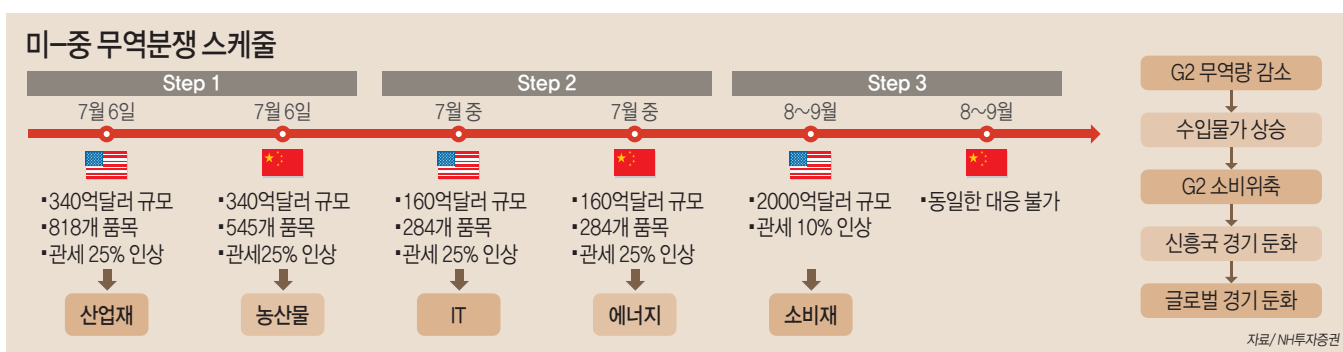 미-중 무역분쟁 스케줄
Step 1
7월 6일
▪340억달러 규모
▪818개 품목
▪관세 25% 인상
산업재
7월 6일
▪340억달러 규모
▪545개 품목
▪관세25% 인상
농산물
Step 2
7월 중
▪160억달러 규모
▪284개 품목
▪관세 25% 인상
IT
7월 중
▪160억달러 규모
▪284개 품목
▪관세 25% 인상
에너지
Step 3
8~9월
▪2000억달러 규모
▪관세 10% 인상
소비재
8~9월
▪동일한 대응 불가
G2 무역량 감소
수입물가 상승
G2 소비위축
신흥국 경기 둔화
글로벌 경기 둔화
자료/ NH투자증권